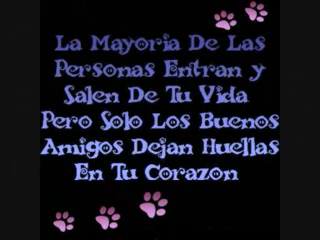 La Mayoria De Las
Personas Entran y
Salen De Tu Vida
Pero Solo Los Buenos
Amigos Dejan Huellas
En Tu Corazon